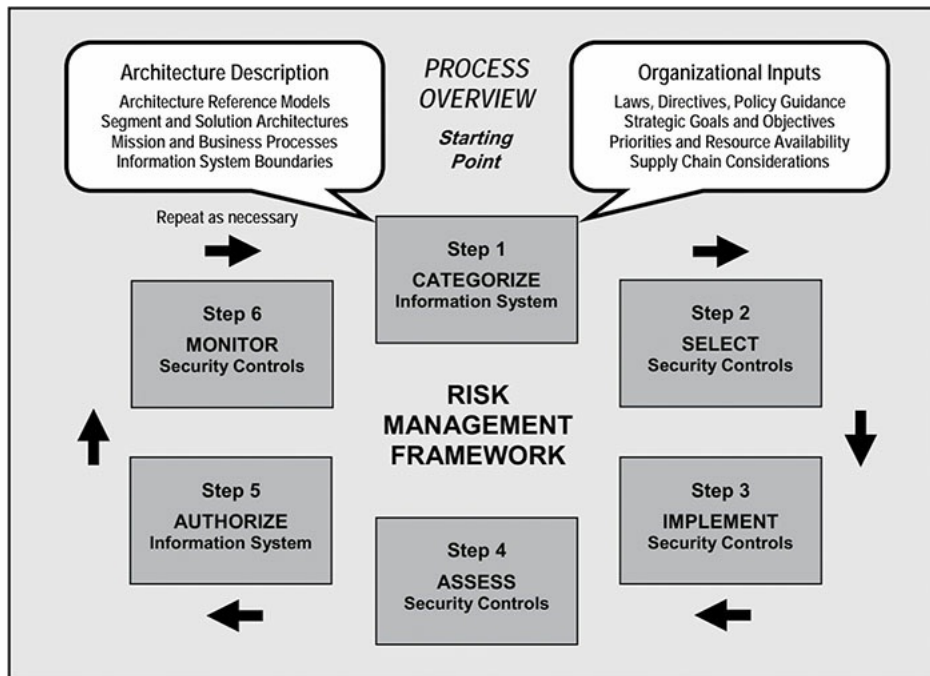 Architecture Description
Architecture Reference Models
Segment and Solution Architectures
Mission and Business Processes
Information System Boundaries
PROCESS
OVERVIEW
Starting
Point
Organizational Inputs
Laws, Directives, Policy Guidance
Strategic Goals and Objectives
Priorities and Resource Availability
Supply Chain Considerations
Repeat as necessary
Step 1
CATEGORIZE
Information System
Step 2
SELECT
Security Controls
Step 3
IMPLEMENT
Security Controls
Step 4
ASSESS
Security Controls
Step 5
AUTHORIZE
Information System
Step 6
MONITOR
Security Controls
RISK
MANAGEMENT
FRAMEWORK